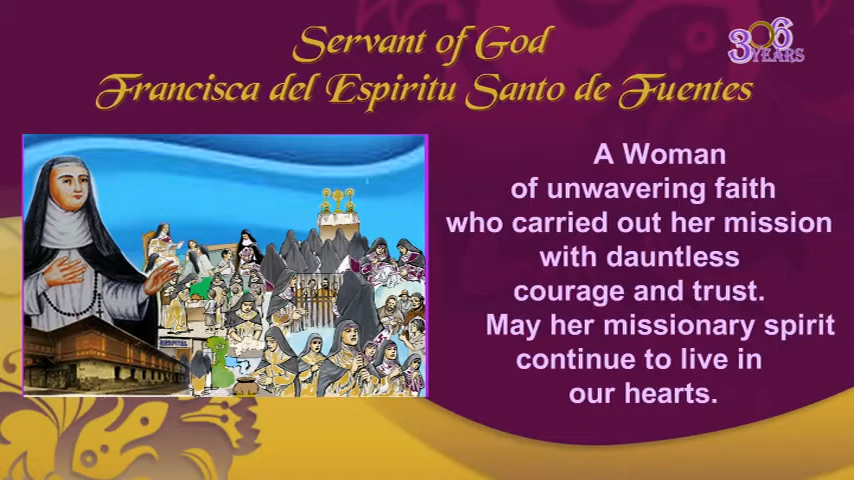 Servant of God
Francisca del Espiritu Santo de Fuentes
306
YEARS
A Woman
of unwavering faith
who carried out her mission
with dauntless
courage and trust.
May her missionary spirit
continue to live in
our hearts.
HOSPITAL